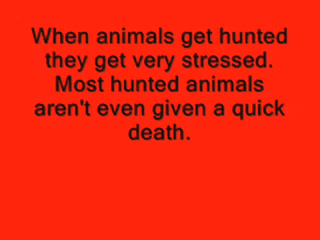 When animals get hunted
they get very stressed.
Most hunted animals
aren't even given a quick
death.